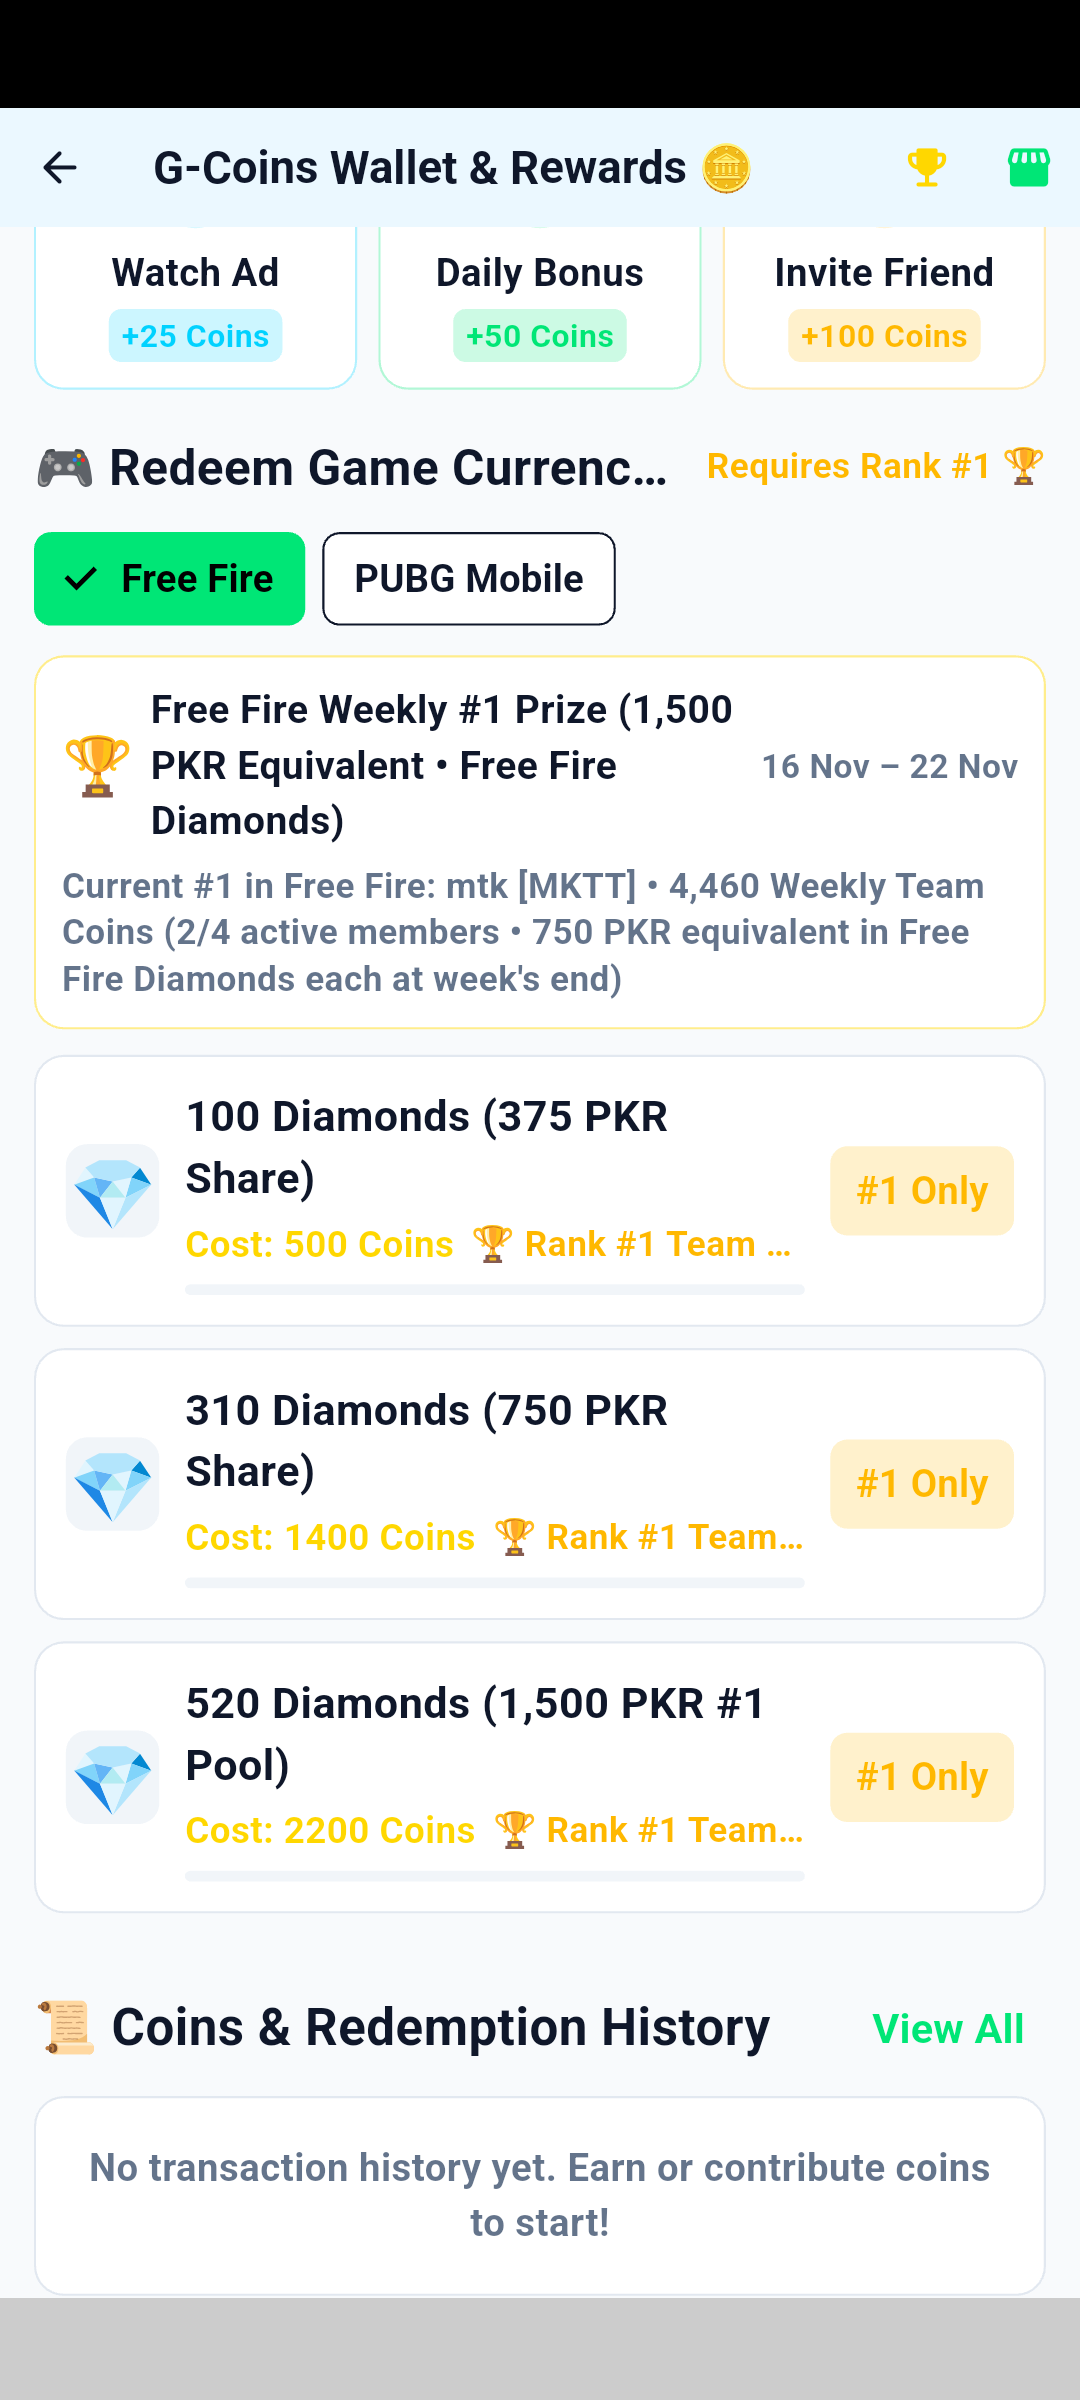 G-Coins Wallet & Rewards
Watch Ad
+25 Coins
Daily Bonus
+50 Coins
Invite Friend
+100 Coins
Redeem Game Currenc...
Requires Rank #1
Free Fire
PUBG Mobile
Free Fire Weekly #1 Prize (1,500
PKR Equivalent • Free Fire
Diamonds)
16 Nov – 22 Nov
Current #1 in Free Fire: mtk [MKTT] • 4,460 Weekly Team
Coins (2/4 active members • 750 PKR equivalent in Free
Fire Diamonds each at week's end)
100 Diamonds (375 PKR
Share)
Cost: 500 Coins Rank #1 Team ...
#1 Only
310 Diamonds (750 PKR
Share)
Cost: 1400 Coins Rank #1 Team...
#1 Only
520 Diamonds (1,500 PKR #1
Pool)
Cost: 2200 Coins Rank #1 Team...
#1 Only
Coins & Redemption History
View All
No transaction history yet. Earn or contribute coins
to start!